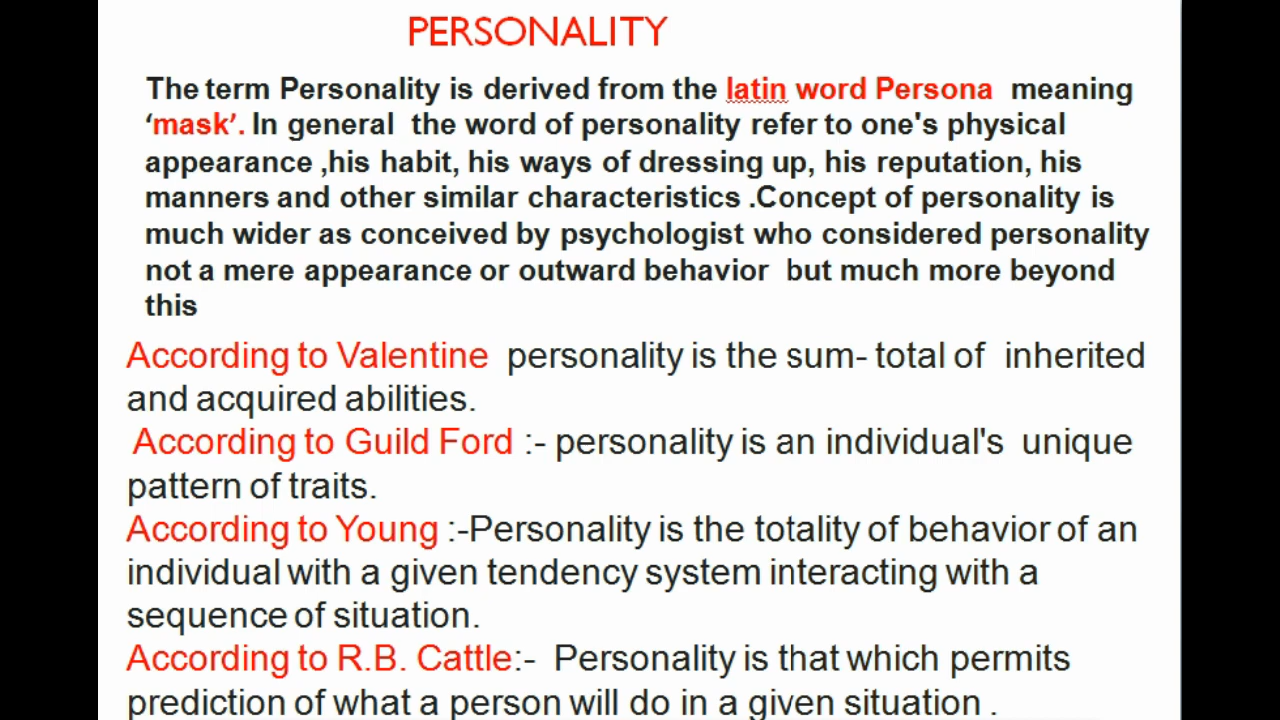 PERSONALITY
The term Personality is derived from the latin word Persona meaning
‘mask’. In general the word of personality refer to one's physical
appearance ,his habit, his ways of dressing up, his reputation, his
manners and other similar characteristics .Concept of personality is
much wider as conceived by psychologist who considered personality
not a mere appearance or outward behavior but much more beyond
this
According to Valentine personality is the sum- total of inherited
and acquired abilities.
According to Guild Ford :- personality is an individual's unique
pattern of traits.
According to Young :-Personality is the totality of behavior of an
individual with a given tendency system interacting with a
sequence of situation.
According to R.B. Cattle:- Personality is that which permits
prediction of what a person will do in a given situation .